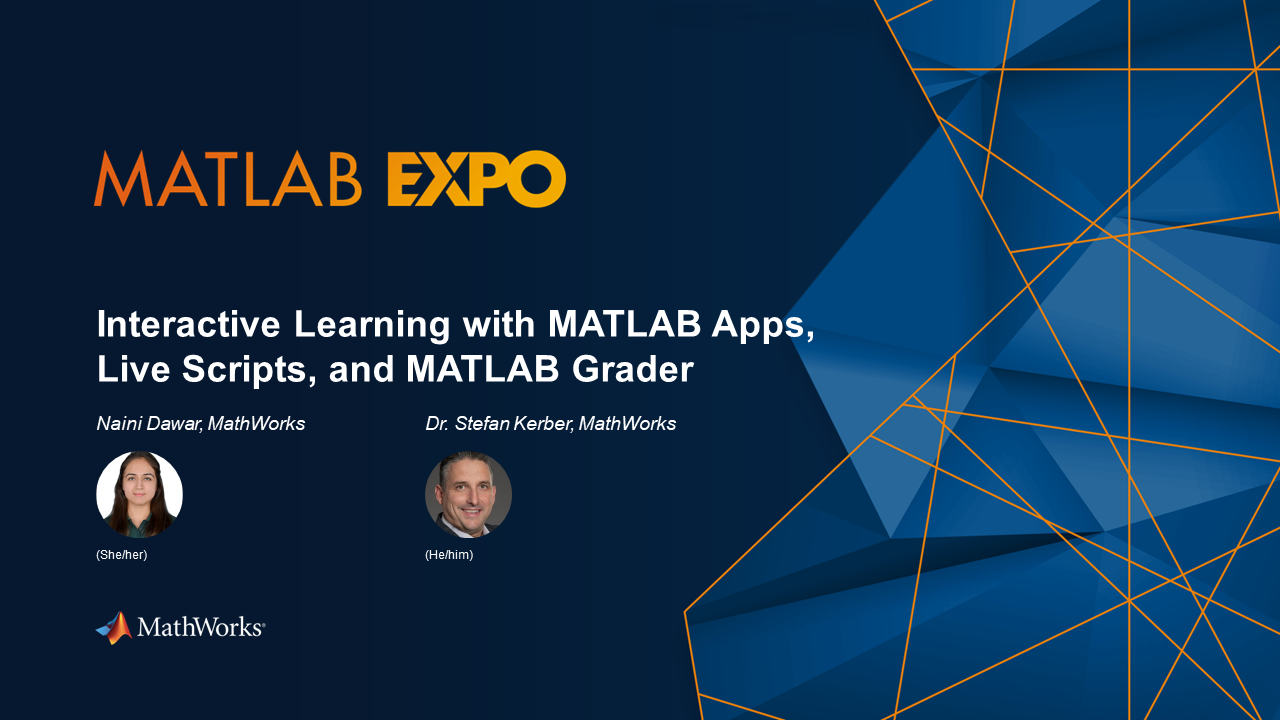 MATLAB EXPO
Interactive Learning with MATLAB Apps,
Live Scripts, and MATLAB Grader
Naini Dawar, MathWorks
Dr. Stefan Kerber, MathWorks
(She/her)
(He/him)
MathWorks®